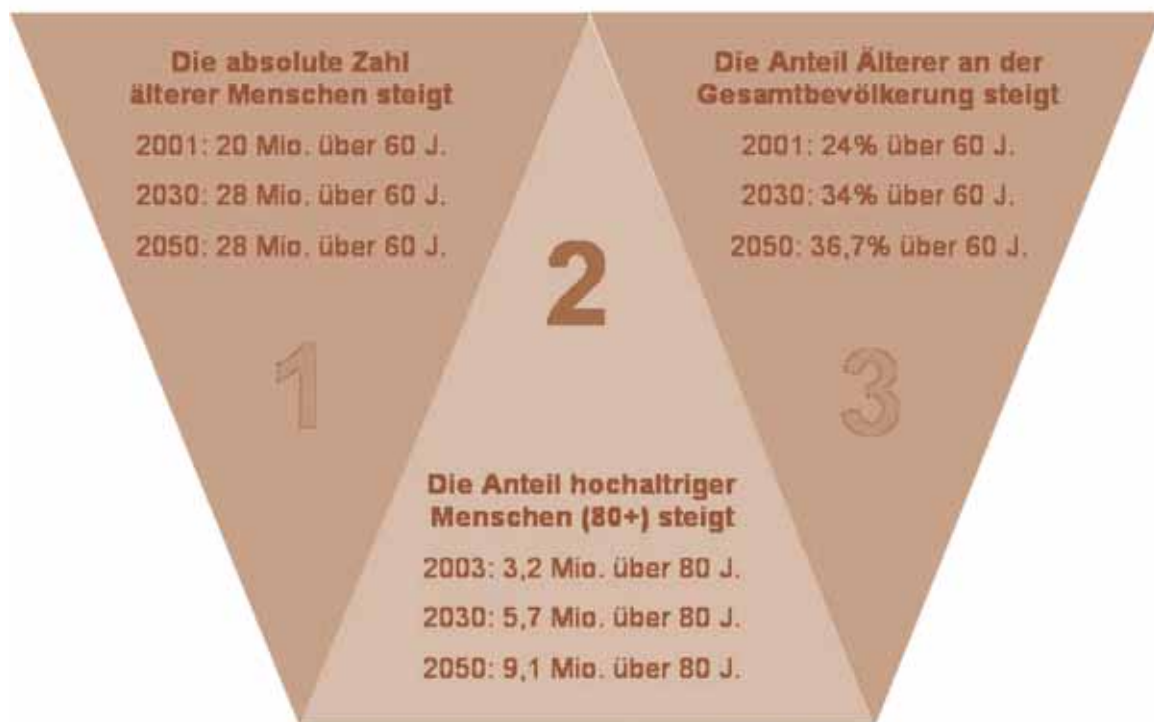 Die absolute Zahl
älterer Menschen steigt
2001: 20 Mio. über 60 J.
2030: 28 Mio. über 60 J.
2050: 28 Mio. über 60 J.
1
2
Die Anteil hochaltriger
Menschen (80+) steigt
2003: 3,2 Mio. über 80 J.
2030: 5,7 Mio. über 80 J.
2050: 9,1 Mio. über 80 J.
Die Anteil Älterer an der
Gesamtbevölkerung steigt
2001: 24% über 60 J.
2030: 34% über 60 J.
2050: 36,7% über 60 J.
3